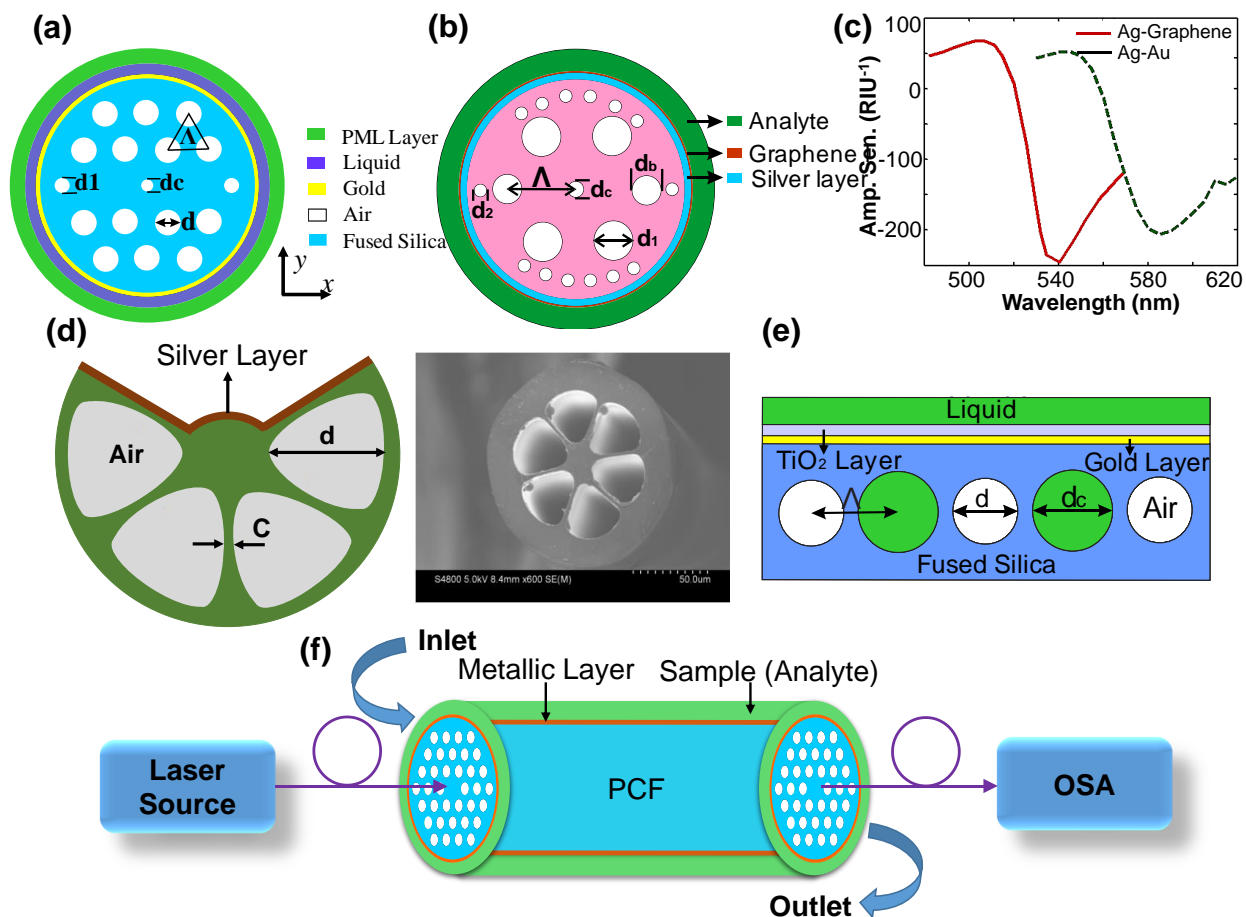 (a)
Λ
d1
dc
d
PML Layer
Liquid
Gold
Air
Fused Silica
y
x
(b)
Λ
dc
db
d2
d1
Analyte
Graphene
Silver layer
(c)
Amp. Sen. (RIU-1)
100
0
-100
-200
500
540
580
620
Wavelength (nm)
Ag-Graphene
Ag-Au
(d)
Silver Layer
Air
d
C
S4800 5.0kV 8.4mm x600 SE(M)
50.0um
(e)
Liquid
TiO2 Layer
Gold Layer
Λ
d
dc
Air
Fused Silica
(f)
Inlet
Metallic Layer
Sample (Analyte)
Laser
Source
PCF
OSA
Outlet